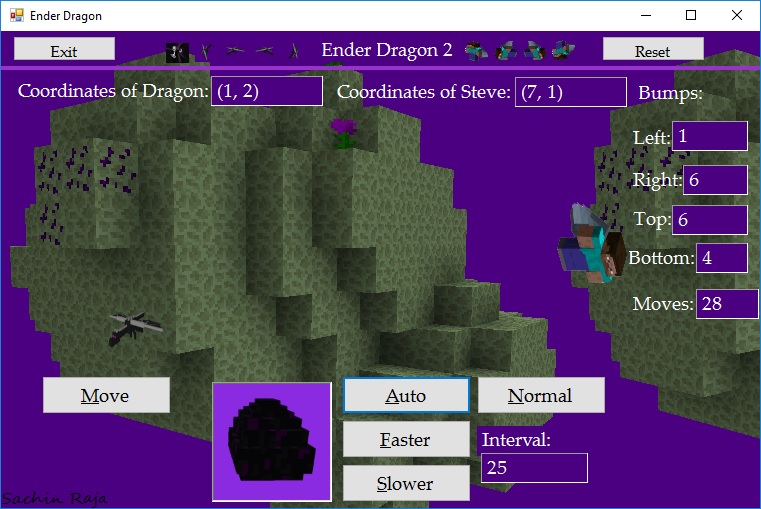 Ender Dragon
Exit
Ender Dragon 2
Reset
Coordinates of Dragon: (1, 2)
Coordinates of Steve: (7, 1)
Bumps:
Left: 1
Right: 6
Top: 6
Bottom: 4
Moves: 28
Move
Auto
Normal
Faster
Interval:
25
Slower
Sachin Raja